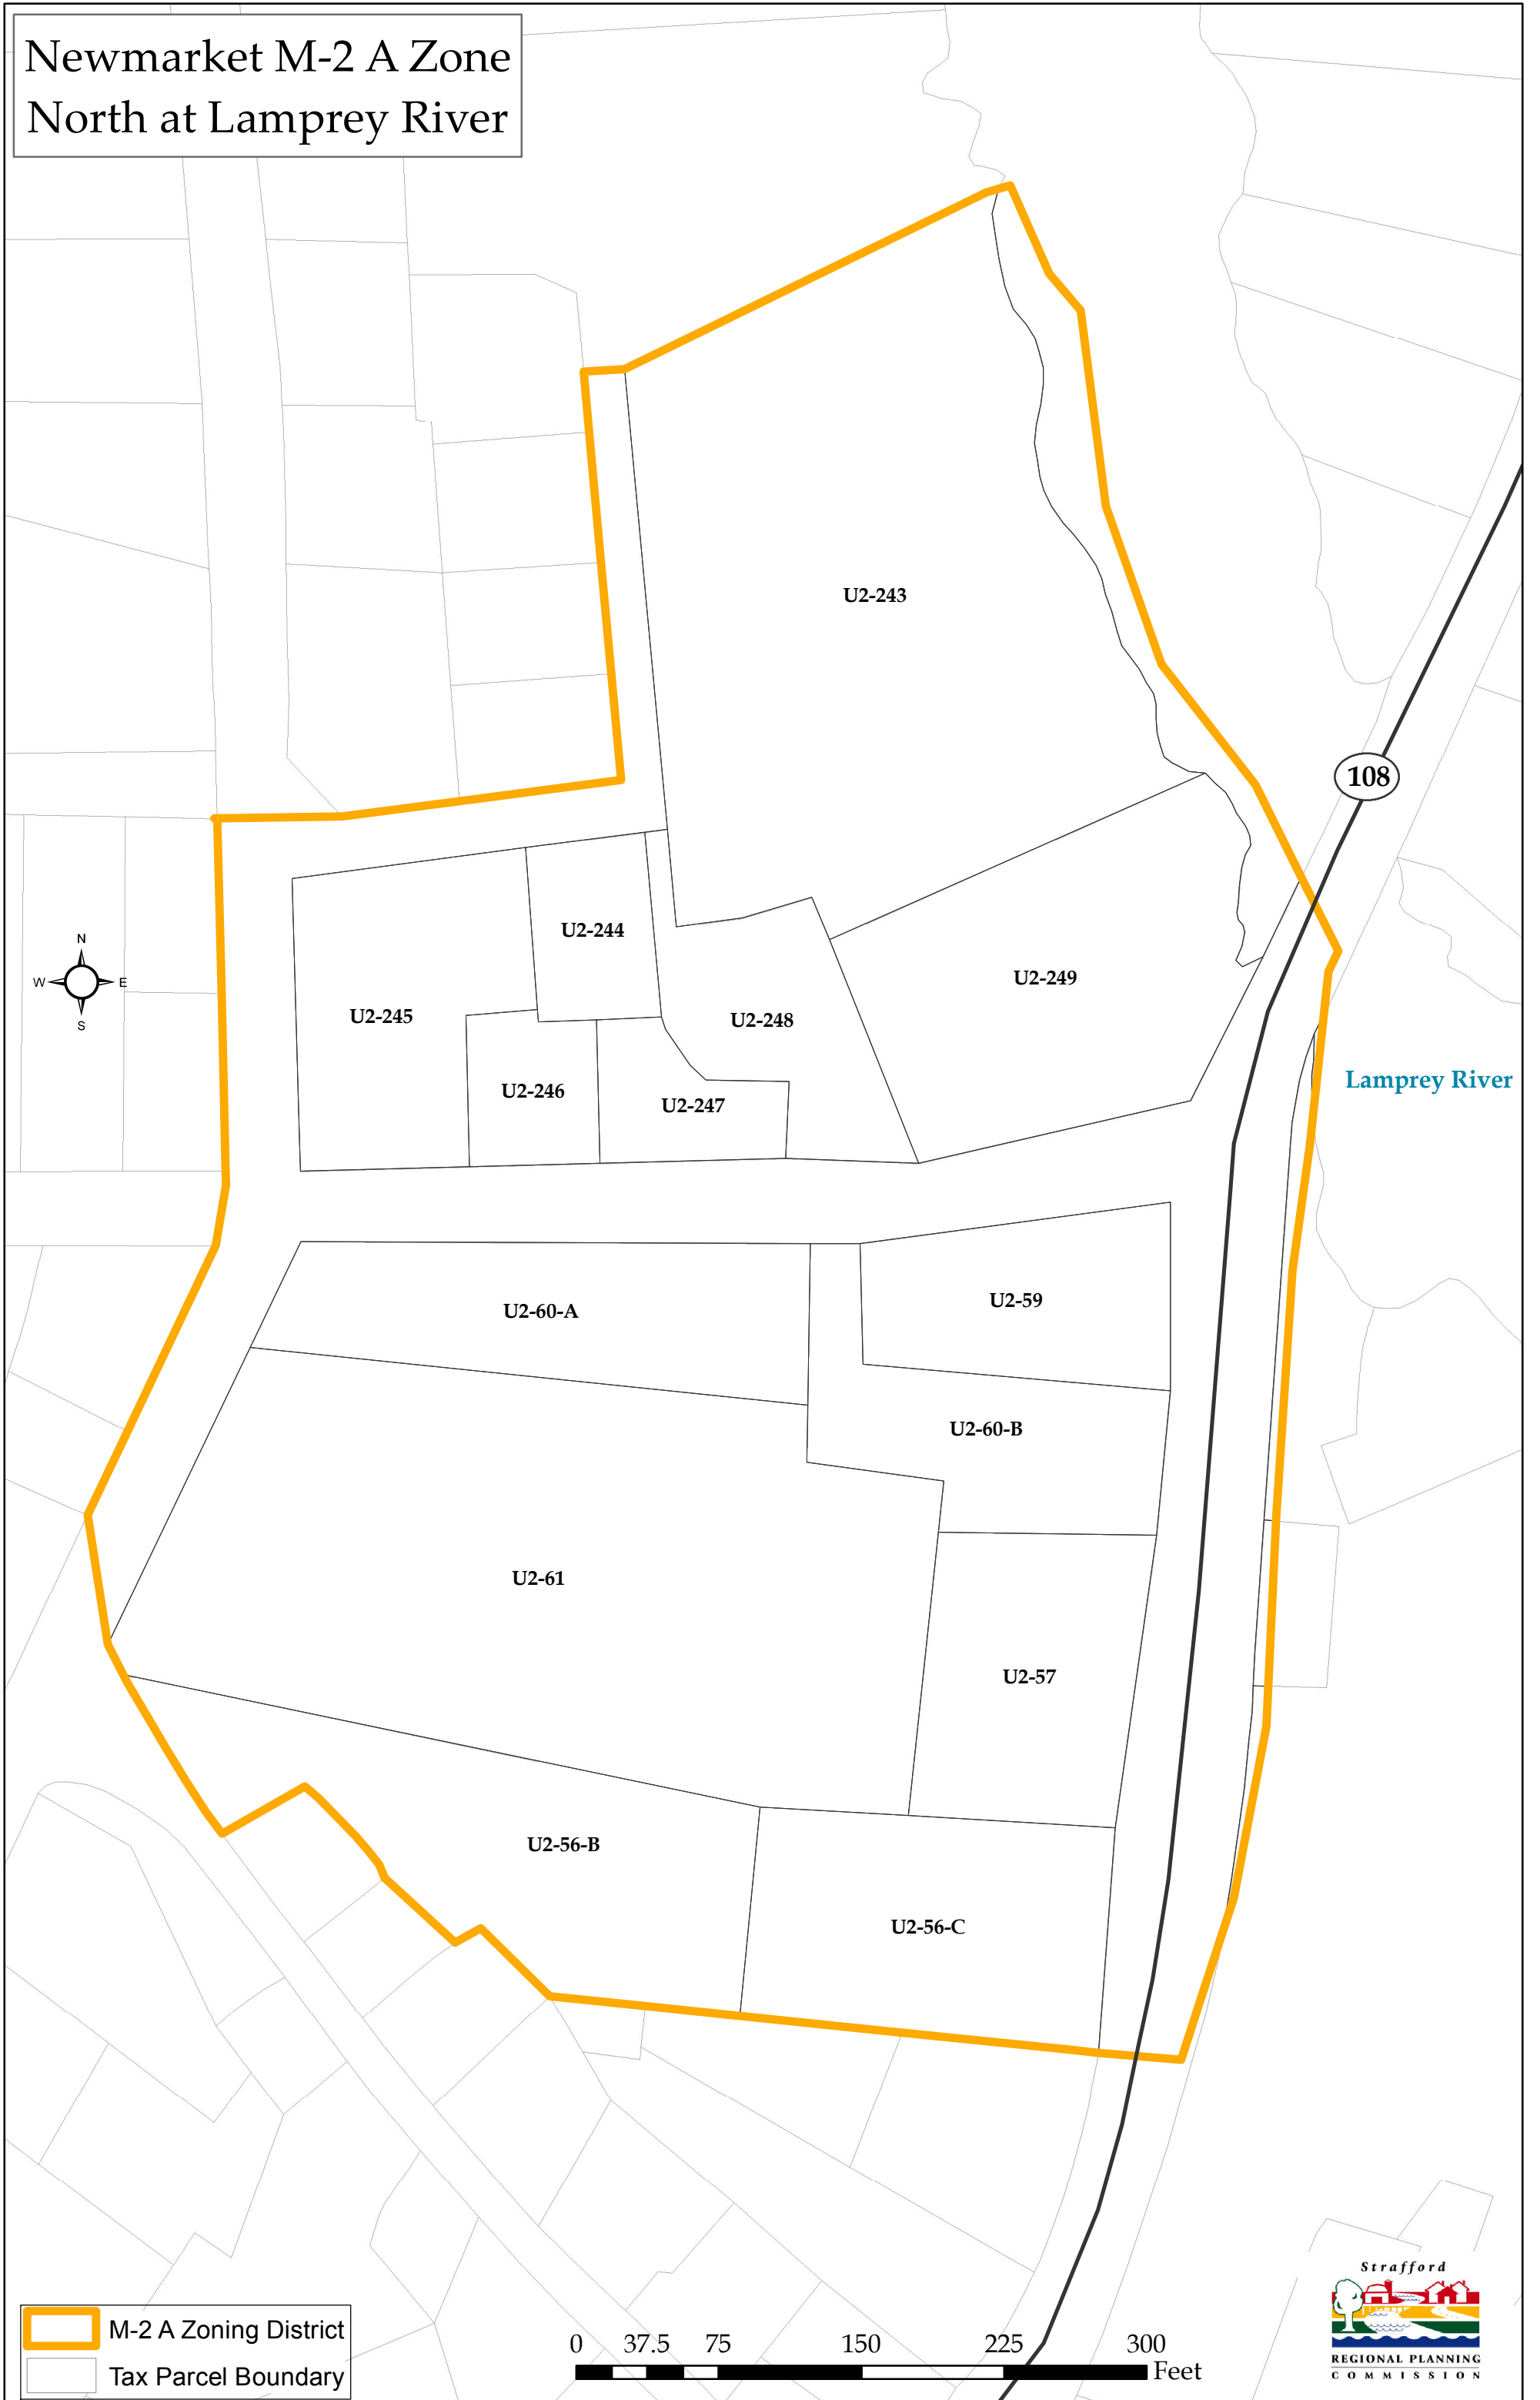 Newmarket M-2 A Zone
North at Lamprey River
U2-243
108
U2-244
U2-249
N
W E
S
U2-245
U2-248
Lamprey River
U2-246
U2-247
U2-59
U2-60-A
U2-60-B
U2-61
U2-57
U2-56-B
U2-56-C
M-2 A Zoning District
Tax Parcel Boundary
0 37.5 75 150 225 300
Feet
Strafford
REGIONAL PLANNING
COMMISSION